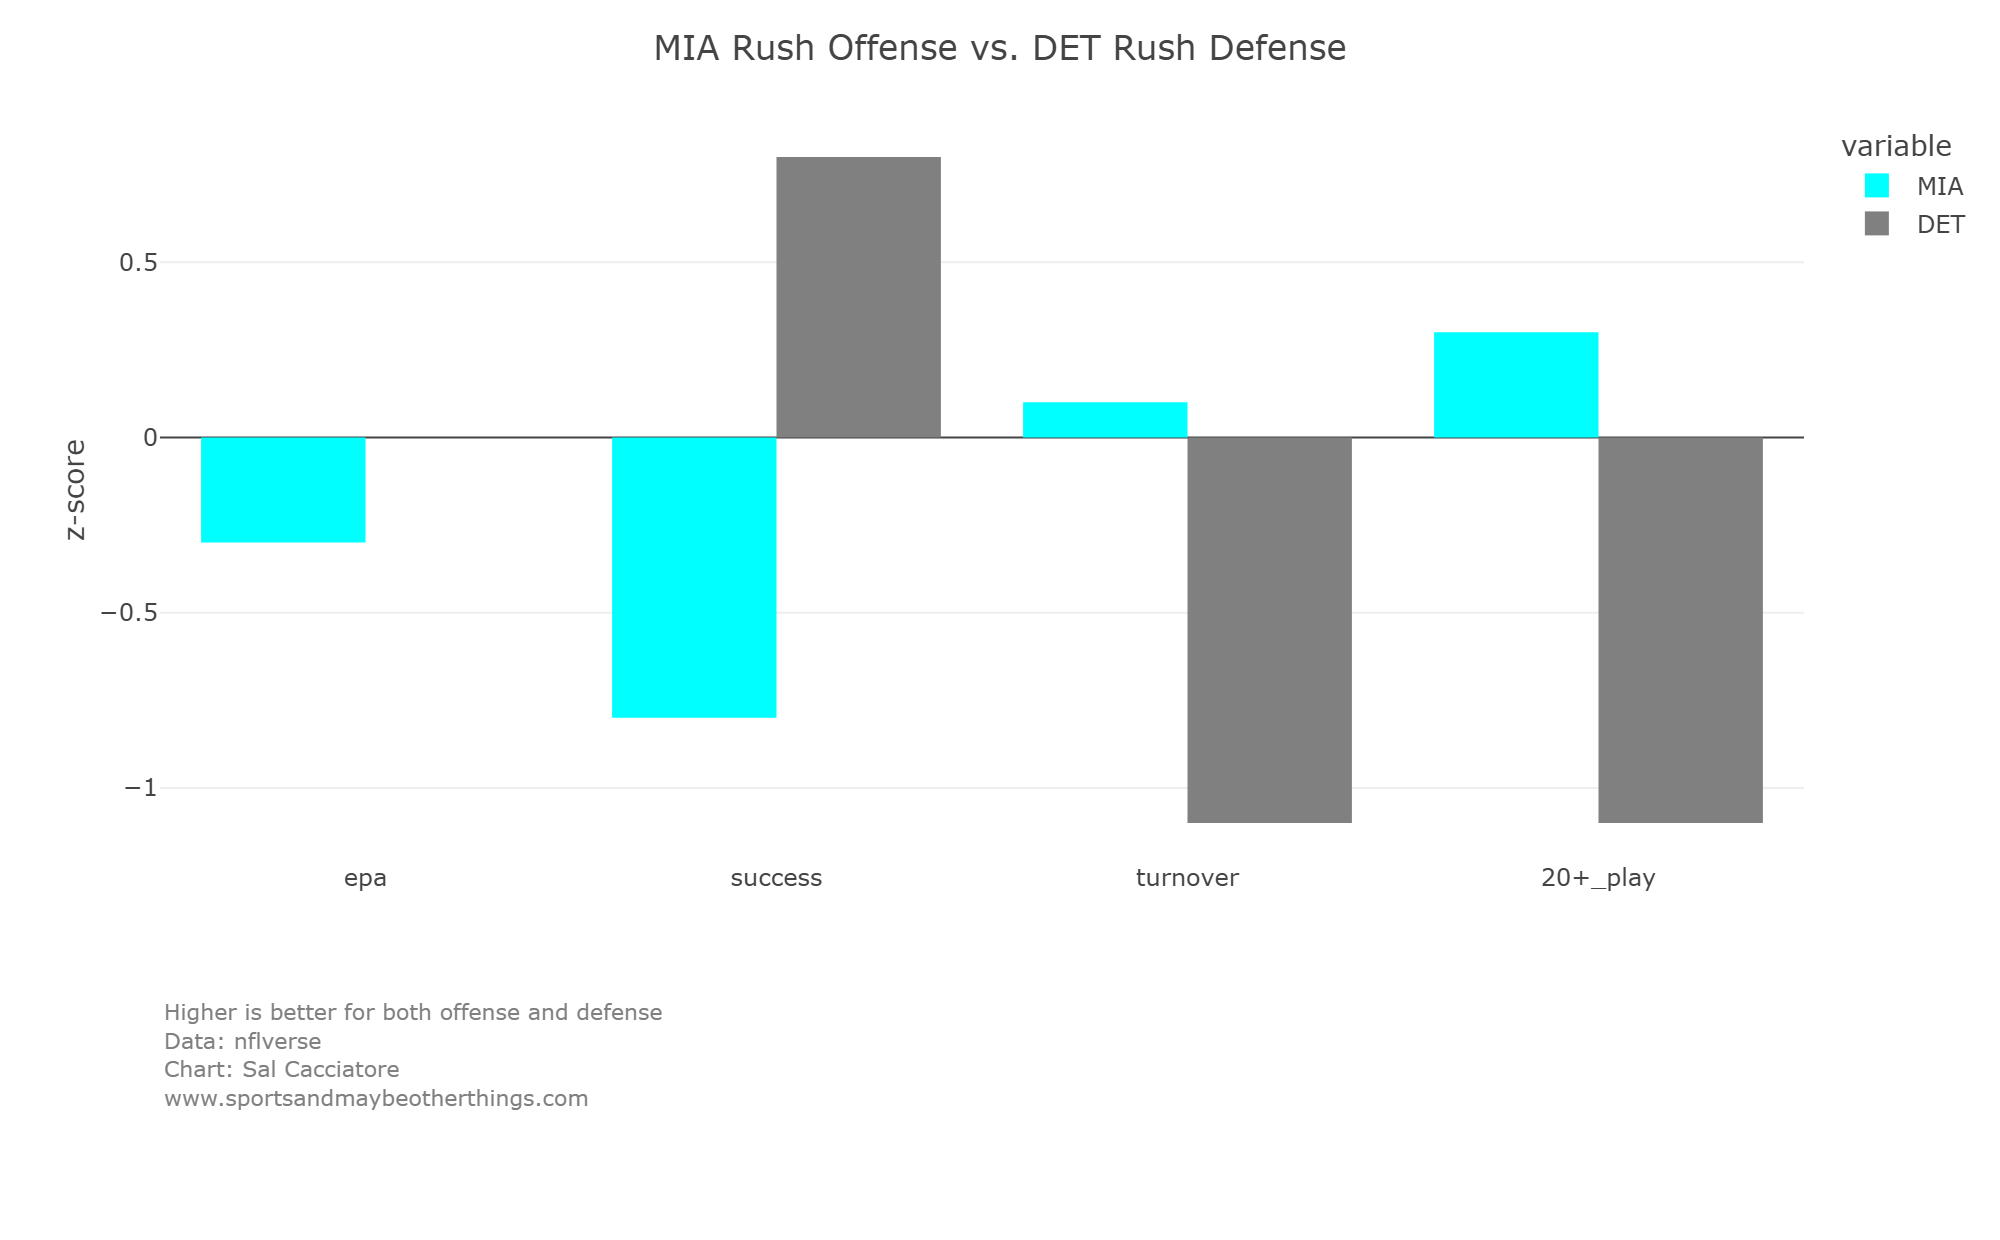 MIA Rush Offense vs. DET Rush Defense
variable
MIA
DET
0.5
0
−0.5
−1
z-score
epa
success
turnover
20+_play
Higher is better for both offense and defense
Data: nflverse
Chart: Sal Cacciatore
www.sportsandmaybeotherthings.com